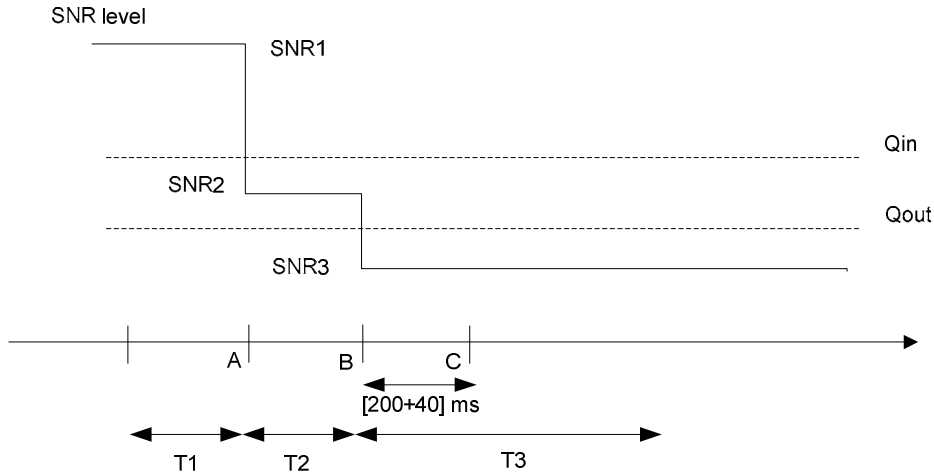 SNR level
SNR1
Qin
SNR2
Qout
SNR3
A
B
C
[200+40] ms
T1
T2
T3